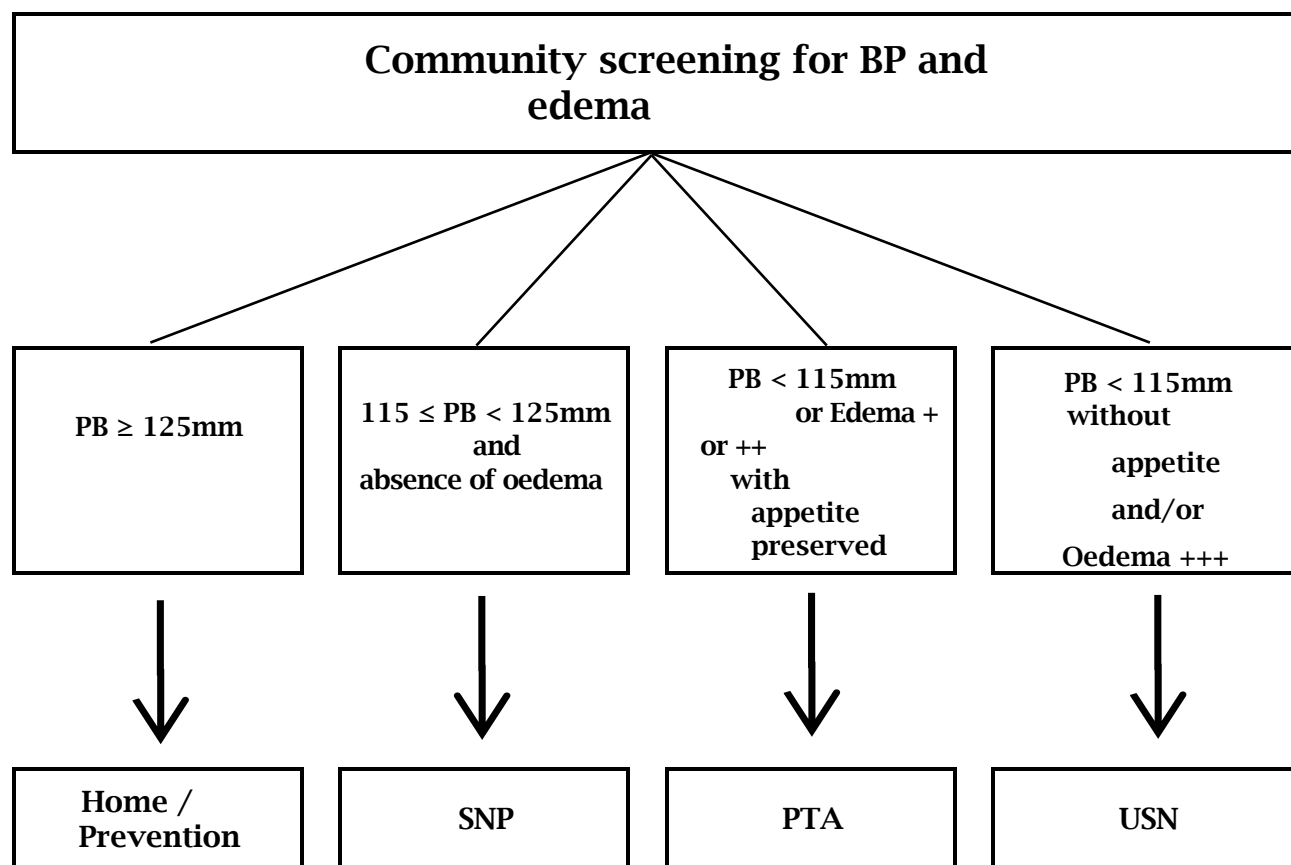 Community screening for BP and
edema
PB ≥ 125mm
115 ≤ PB < 125mm
and
absence of oedema
PB < 115mm
or Edema +
or ++
with
appetite
preserved
PB < 115mm
without
appetite
and/or
Oedema +++
Home /
Prevention
SNP
PTA
USN